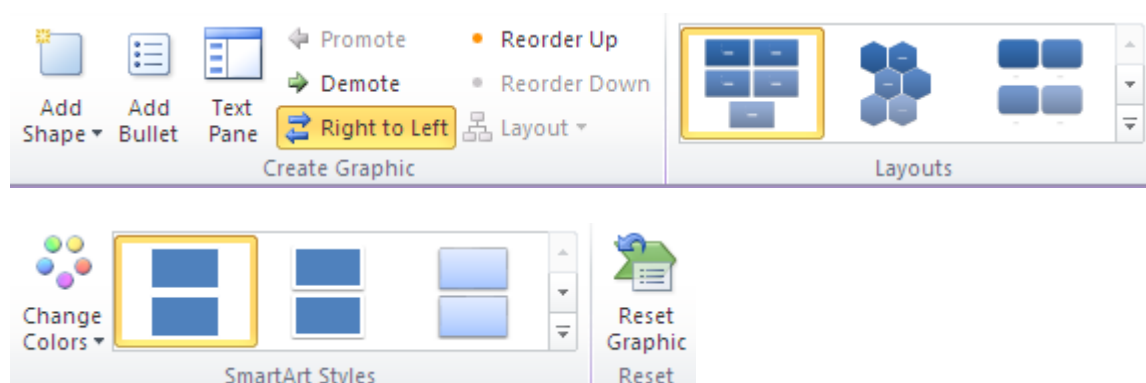 Add
Shape
Add
Bullet
Text
Pane
Promote
Demote
Right to Left
Reorder Up
Reorder Down
Layout
Create Graphic
Layouts
Change
Colors
SmartArt Styles
Reset
Graphic
Reset